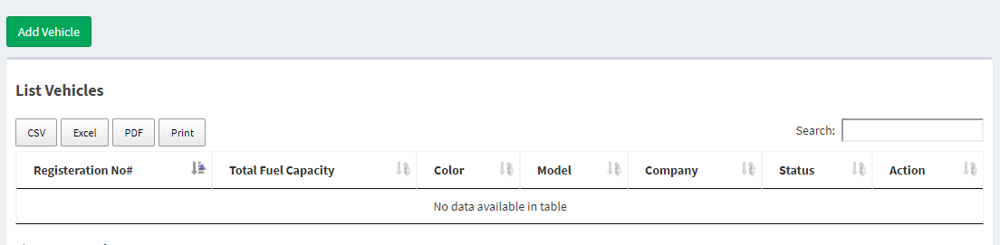 Add Vehicle
List Vehicles
CSV Excel PDF Print Search:
Registeration No# Total Fuel Capacity Color Model Company Status Action
No data available in table